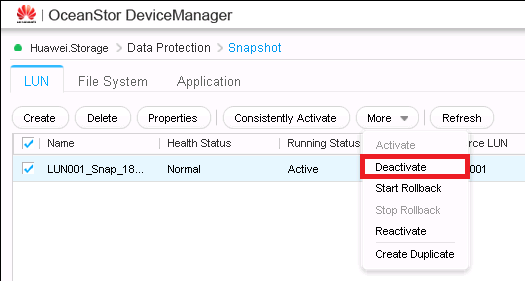 HUAWEI OceanStor DeviceManager
Huawei.Storage > Data Protection > Snapshot
LUN File System Application
Create Delete Properties Consistently Activate More Refresh
Name Health Status Running Status rce LUN
LUN001_Snap_18... Normal Active 001
Activate
Deactivate
Start Rollback
Stop Rollback
Reactivate
Create Duplicate